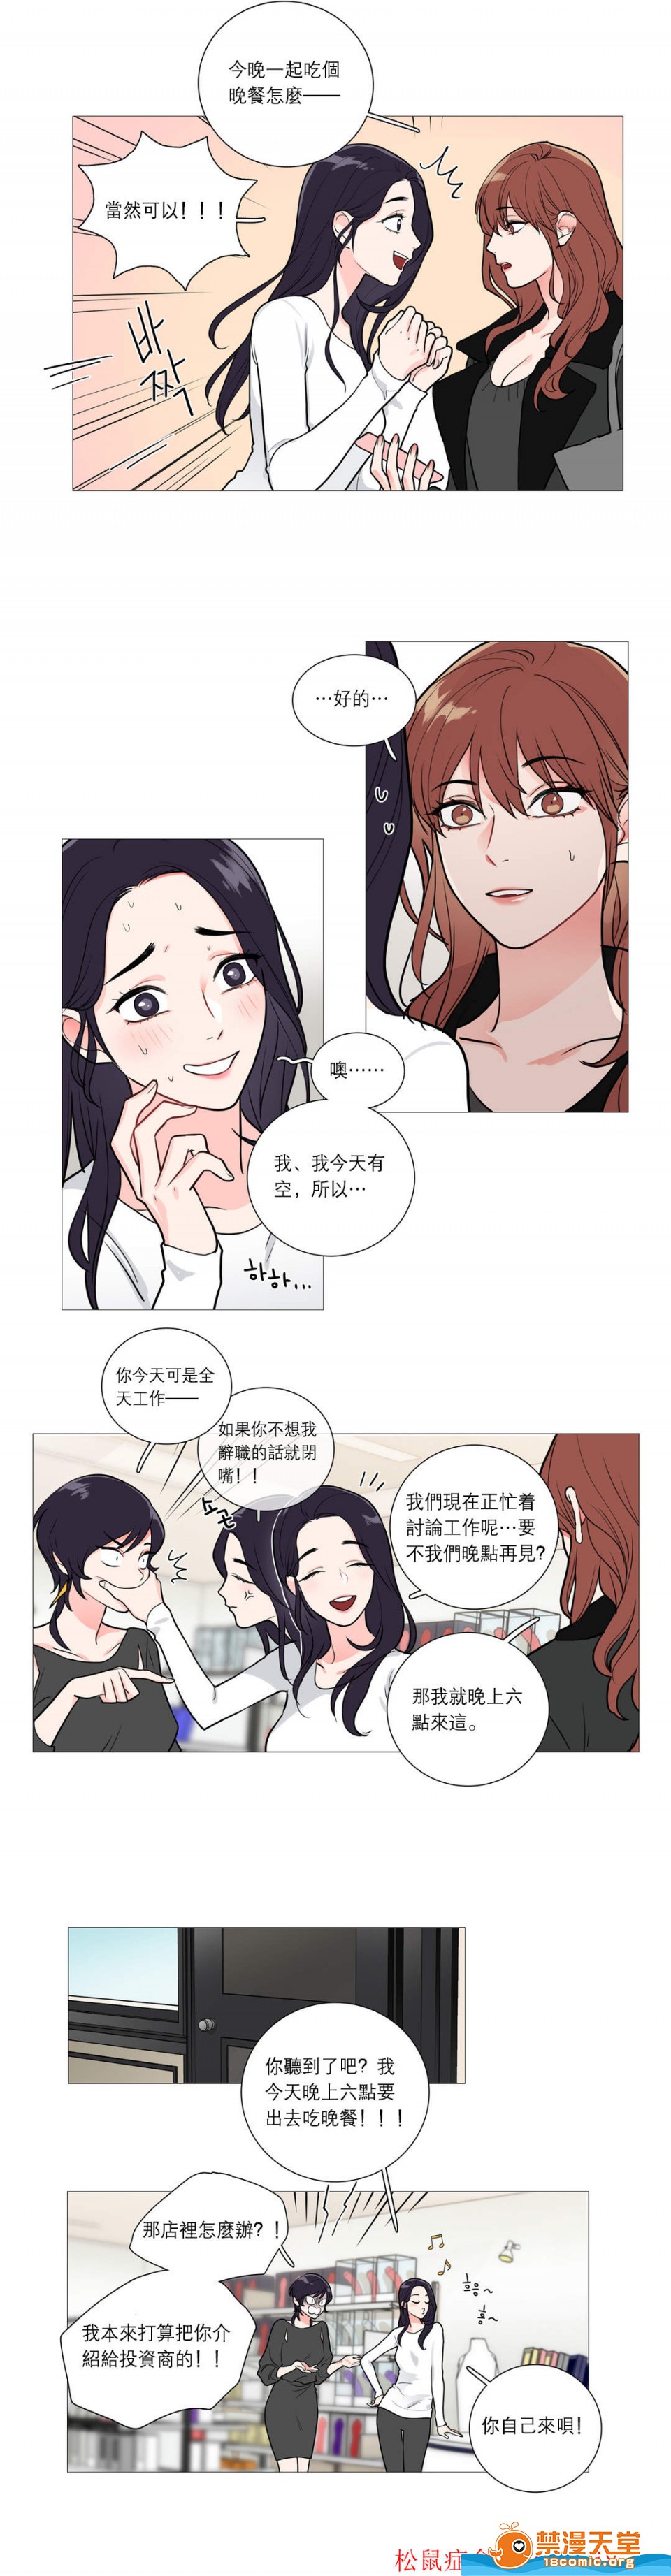 今晚一起吃個
晚餐怎麼——
當然可以！！！
바
짝
…好的…
噢……
我、我今天有
空，所以…
하하...
你今天可是全
天工作——
如果你不想我
辭職的話就閉
嘴！！
소곤
我們現在正忙着
討論工作呢…要
不我們晚點再見?
那我就晚上六
點來這。
你聽到了吧？我
今天晚上六點要
出去吃晚餐！！！
那店裡怎麼辦？！
我本來打算把你介
紹給投資商的！！
흐응~
흥~
你自己來唄！
禁漫天堂
18comic.org
松鼠症